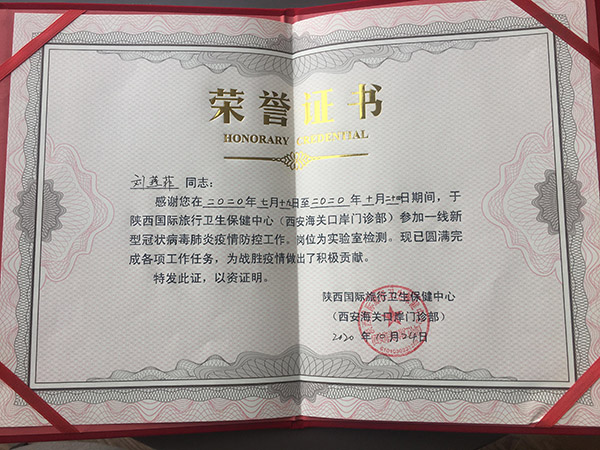 荣誉证书
HONORARY CREDENTIAL
刘 同志：
感谢您在2020年七月十九日至2020年十月二十四日期间，于
陕西国际旅行卫生保健中心（西安海关口岸门诊部）参加一线新
型冠状病毒肺炎疫情防控工作。岗位为实验室检测。现已圆满完
成各项工作任务，为战胜疫情做出了积极贡献。
特发此证，以资证明。
陕西国际旅行卫生保健中心
（西安海关口岸门诊部）
2020年10月24日